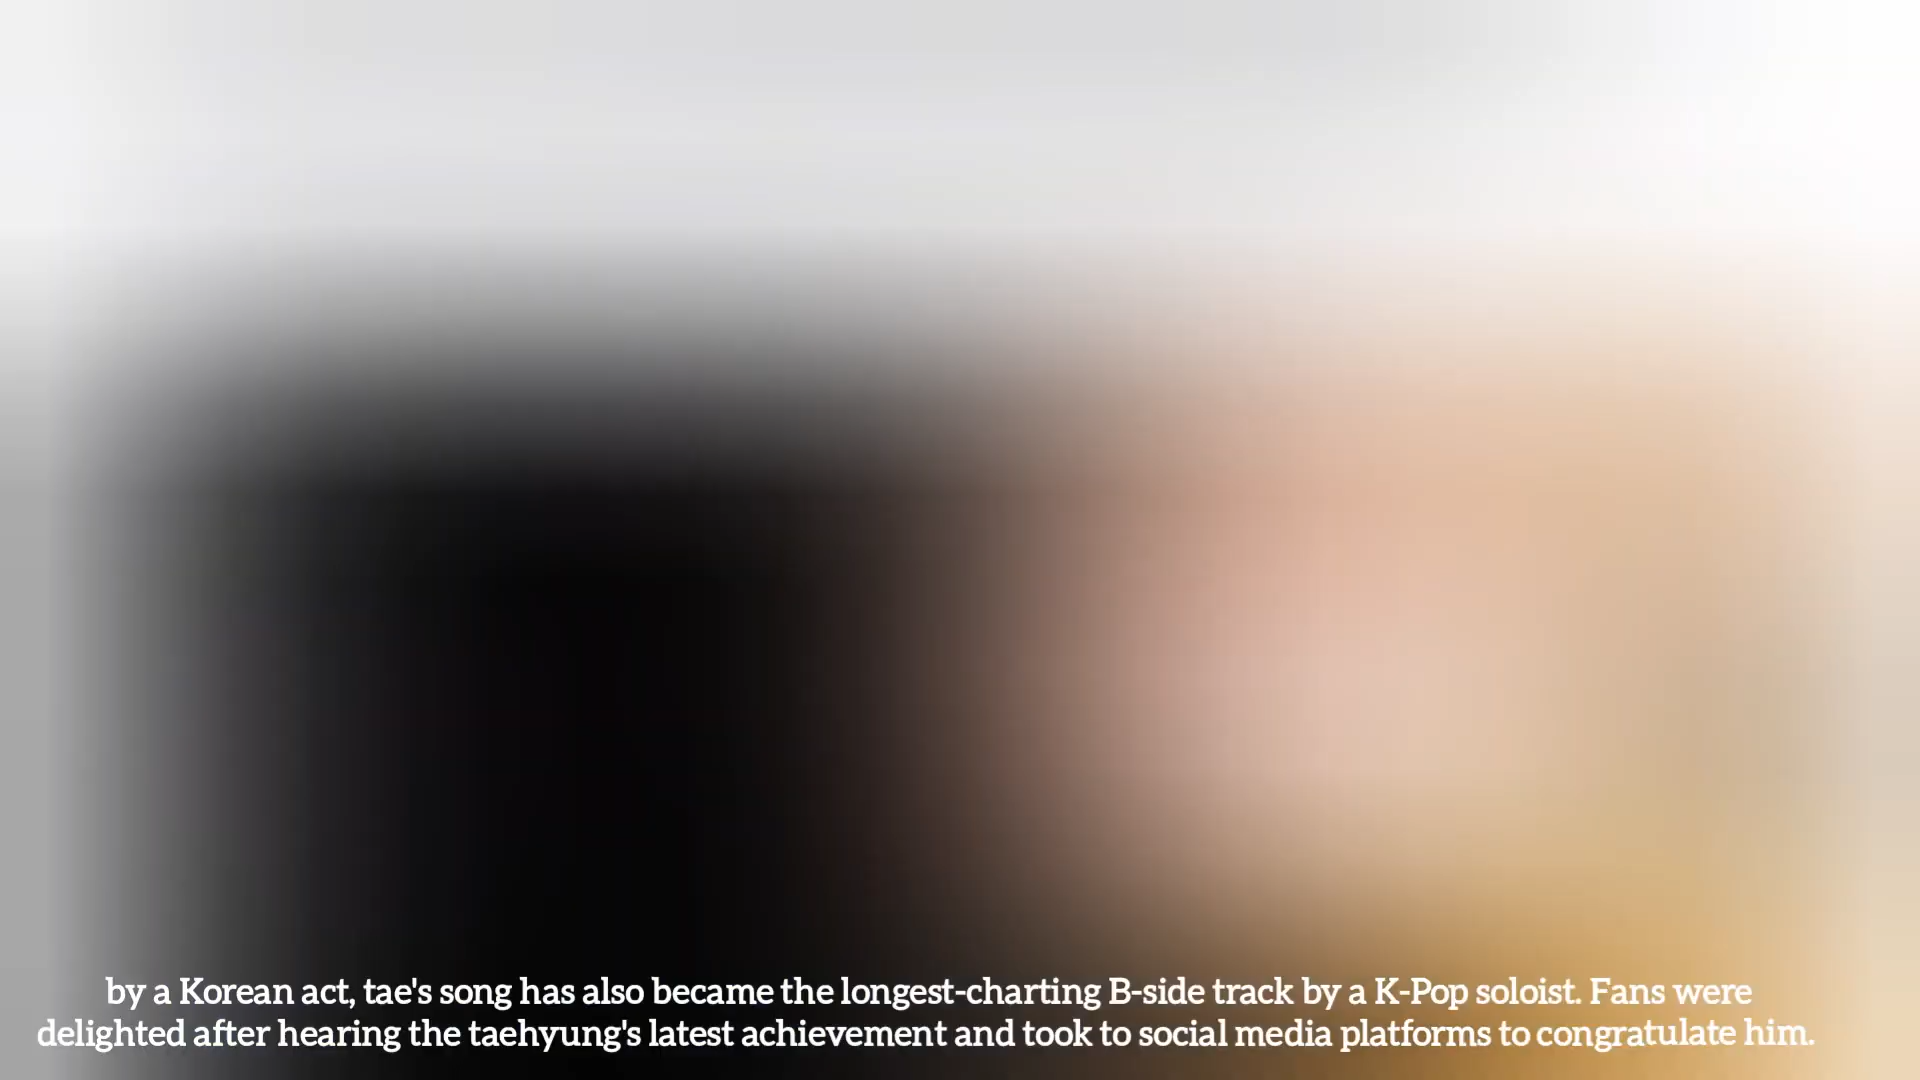 by a Korean act, tae's song has also became the longest-charting B-side track by a K-Pop soloist. Fans were
delighted after hearing the taehyung's latest achievement and took to social media platforms to congratulate him.